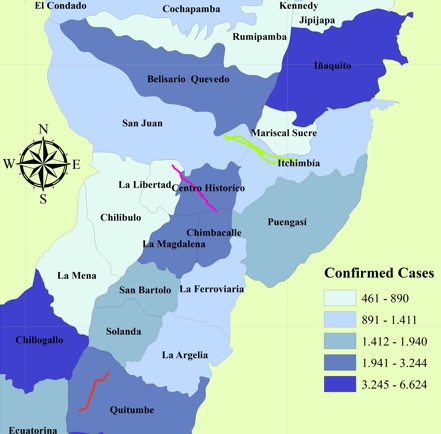 El Condado
Cochapamba
Kennedy
Jipijapa
Rumipamba
Iñaquito
Belisario Quevedo
San Juan
Mariscal Sucre
Itchimbía
N
W E
S
La Libertad
Centro Historíco
Chilibulo
Puengasí
Chimbacalle
La Magdalena
La Mena
San Bartolo
La Ferroviaria
Confirmed Cases
461 - 890
891 - 1.411
1.412 - 1.940
1.941 - 3.244
3.245 - 6.624
Solanda
Chillogallo
La Argelia
Quitumbe
Ecuatorina